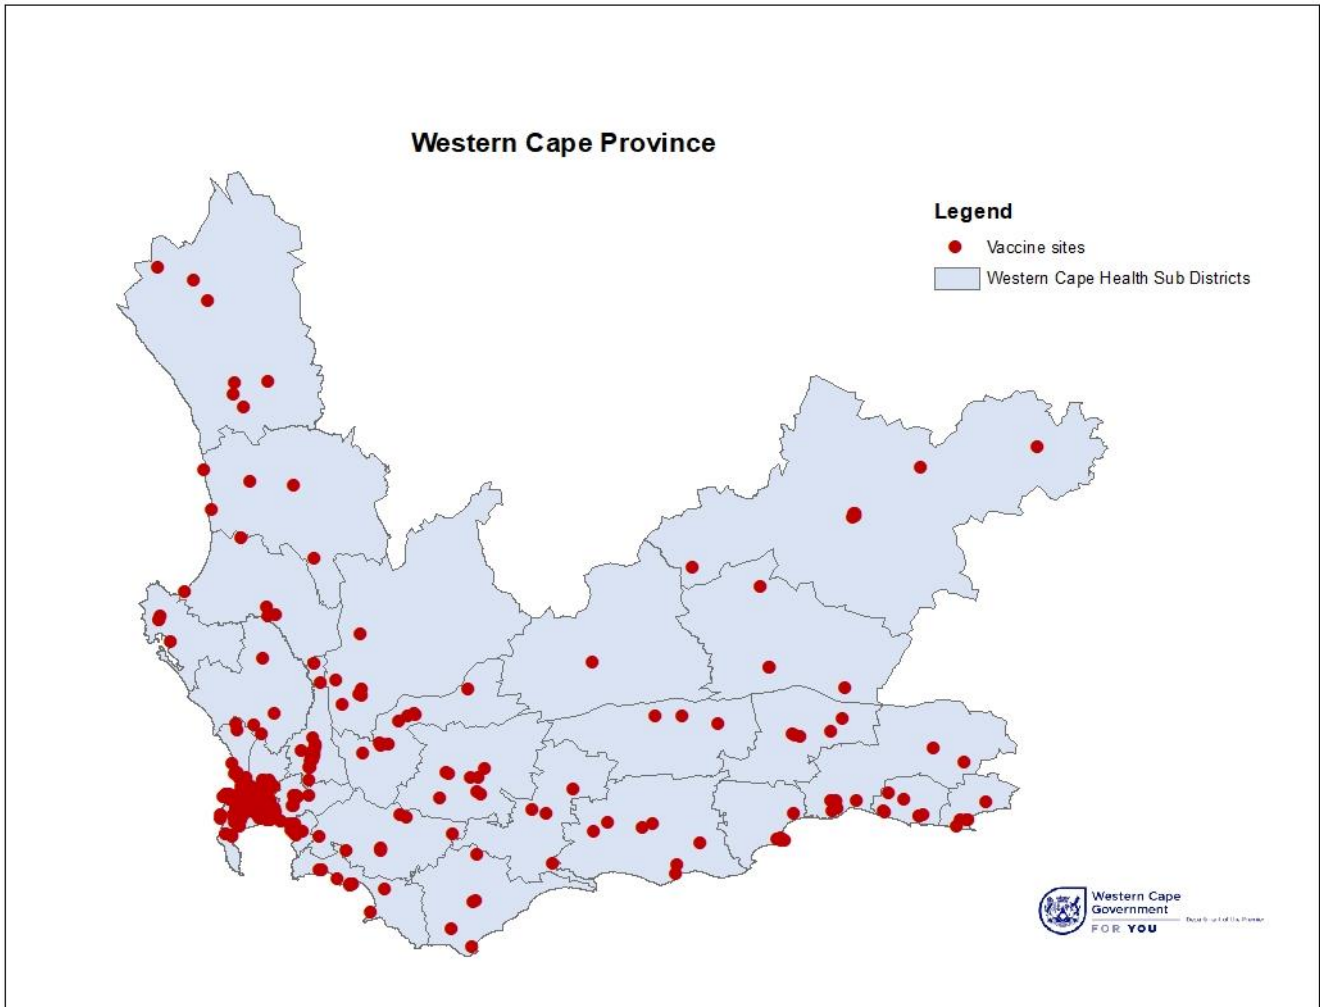 Western Cape Province
Legend
Vaccine sites
Western Cape Health Sub Districts
Western Cape
Government
FOR YOU